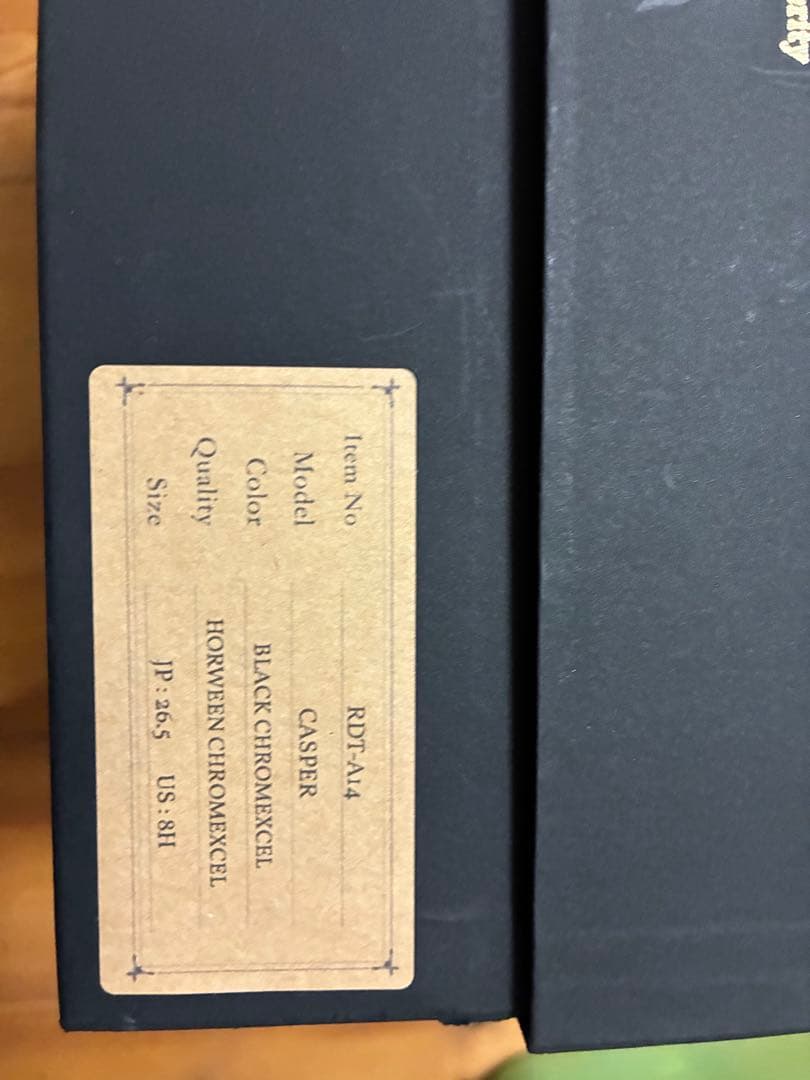 Item No RDT-A14
Model CASPER
Color BLACK CHROMEXCEL
Quality HORWEEN CHROMEXCEL
Size JP : 26.5 US : 8H